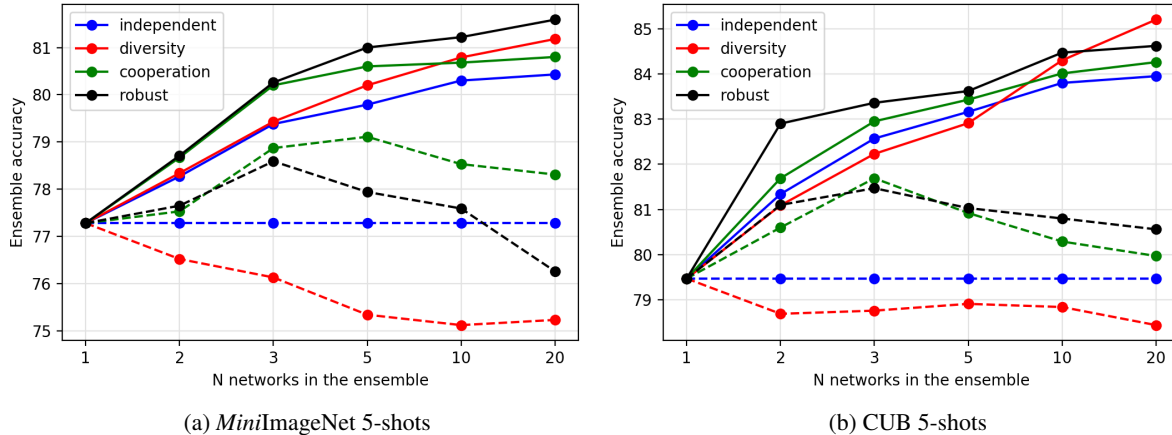 independent
diversity
cooperation
robust
Ensemble accuracy
81
80
79
78
77
76
75
1 2 3 5 10 20
N networks in the ensemble
(a) MiniImageNet 5-shots
independent
diversity
cooperation
robust
Ensemble accuracy
85
84
83
82
81
80
79
1 2 3 5 10 20
N networks in the ensemble
(b) CUB 5-shots